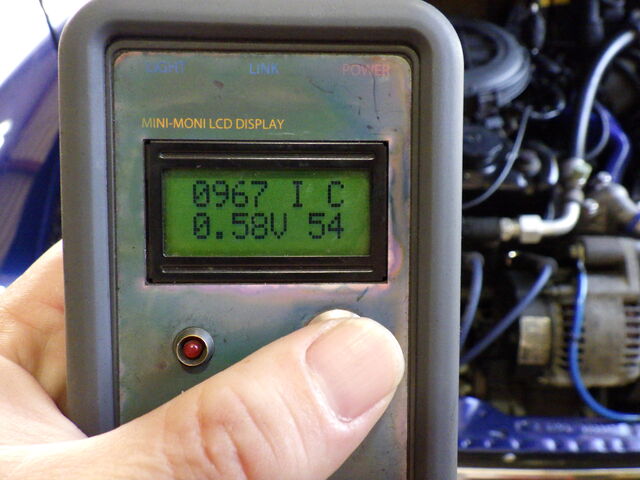 LIGHT LINK POWER
MINI-MONI LCD DISPLAY
0967 I C
0.58V 54